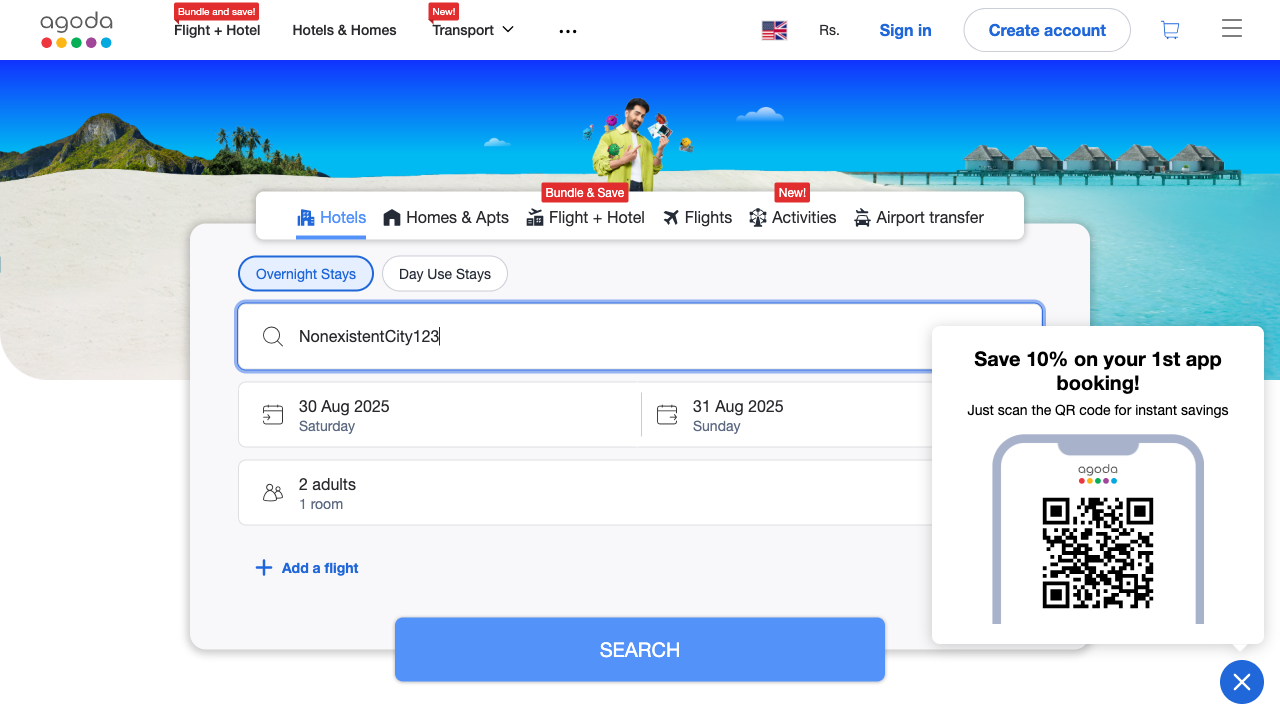 agoda
Bundle and save!
Flight + Hotel
Hotels & Homes
New!
Transport
Rs.
Sign in
Create account
Bundle & Save
New!
Hotels
Homes & Apts
Flight + Hotel
Flights
Activities
Airport transfer
Overnight Stays
Day Use Stays
NonexistentCity123
30 Aug 2025
Saturday
31 Aug 2025
Sunday
2 adults
1 room
Add a flight
SEARCH
Save 10% on your 1st app
booking!
Just scan the QR code for instant savings
agoda